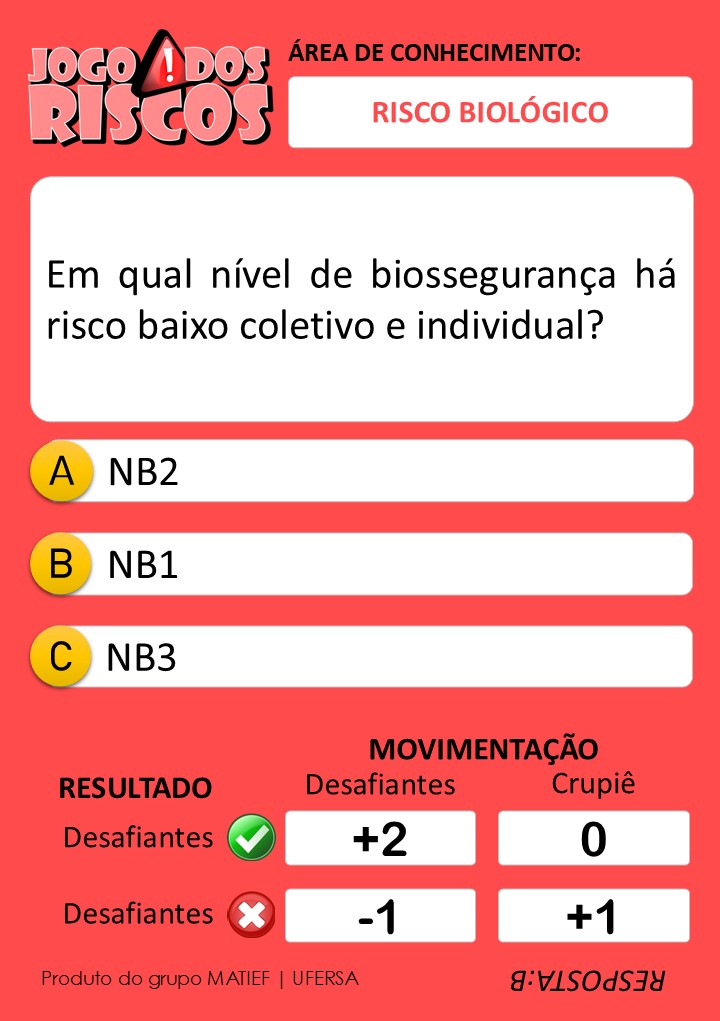 JOGO DOS
RISCOS
ÁREA DE CONHECIMENTO:
RISCO BIOLÓGICO
Em qual nível de biossegurança há
risco baixo coletivo e individual?
A NB2
B NB1
C NB3
MOVIMENTAÇÃO
RESULTADO Desafiantes Crupiê
Desafiantes +2 0
Desafiantes -1 +1
Produto do grupo MATIEF | UFERSA
RESPOSTA:B